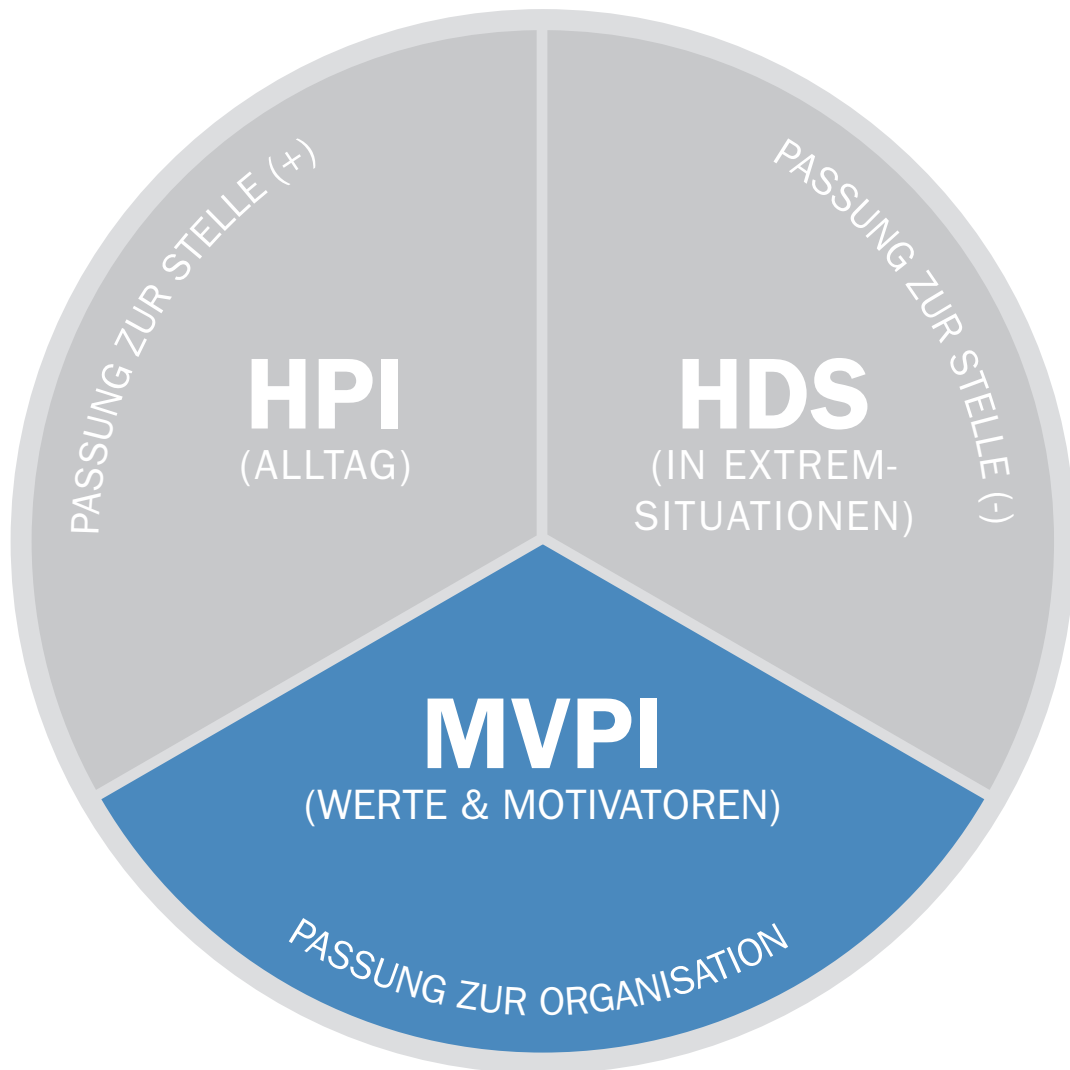 PASSUNG ZUR STELLE (+)
HPI
(ALLTAG)
PASSUNG ZUR STELLE (-)
HDS
(IN EXTREM-
SITUATIONEN)
MVPI
(WERTE & MOTIVATOREN)
PASSUNG ZUR ORGANISATION